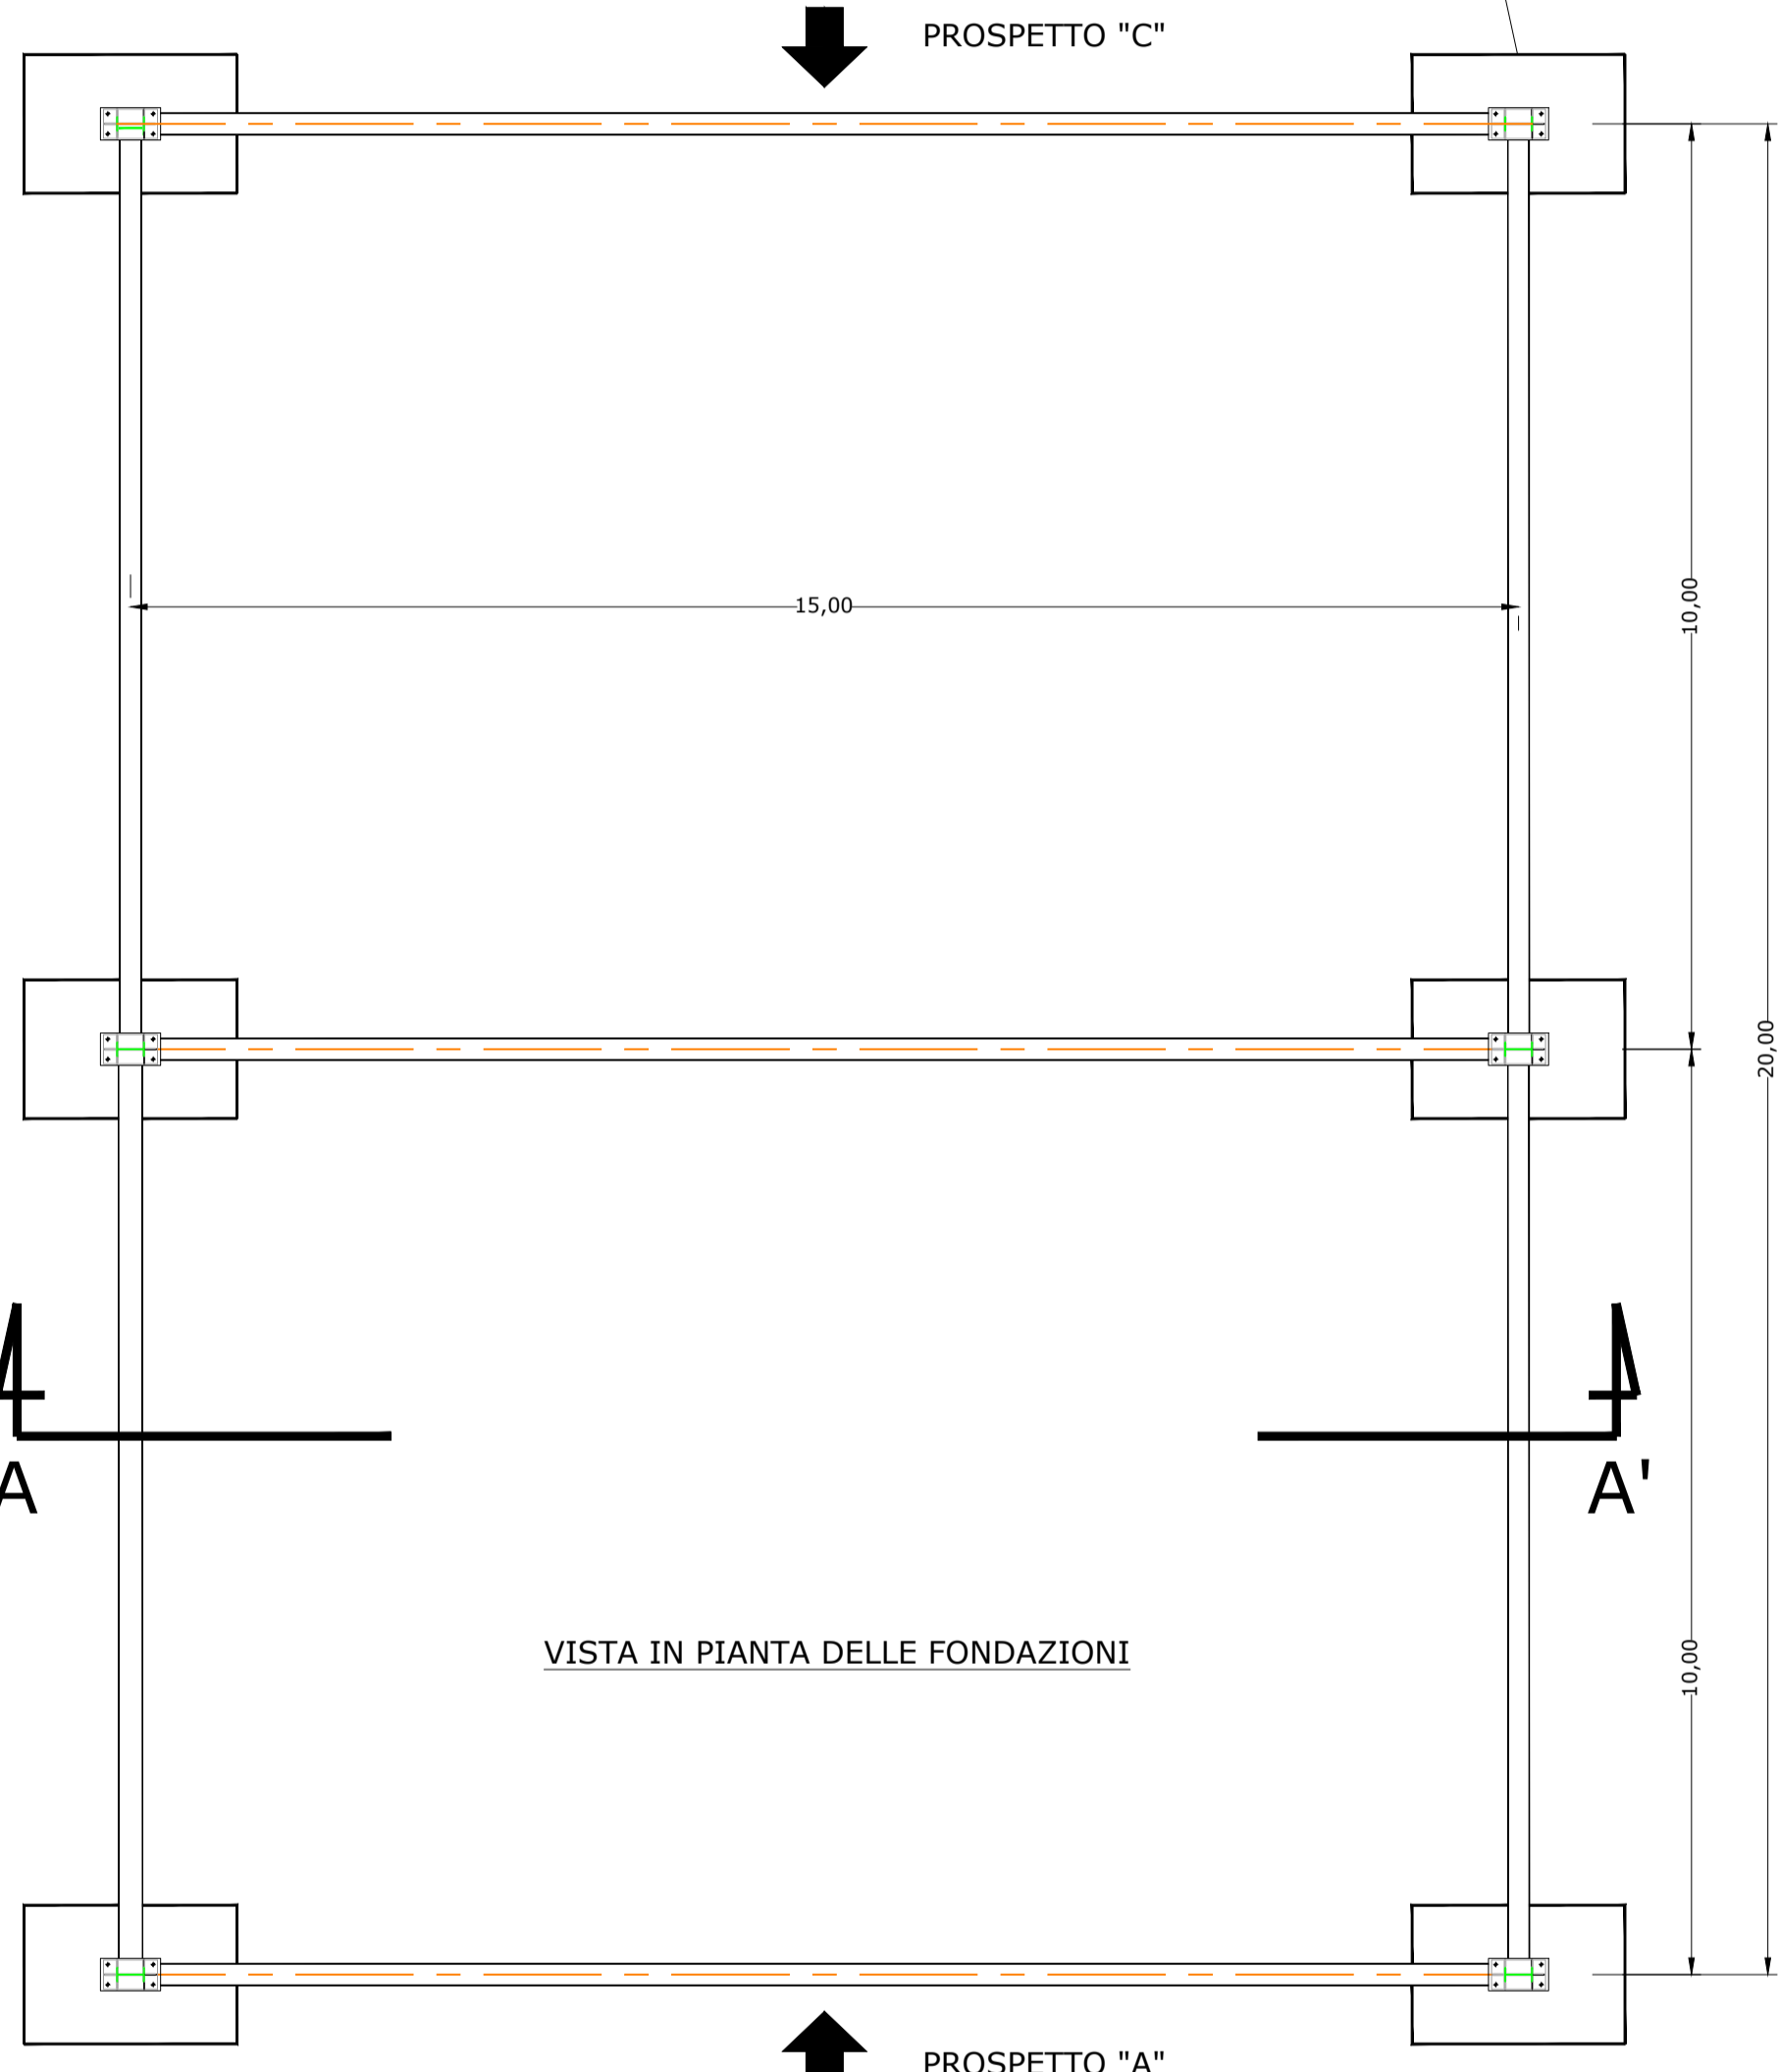 PROSPETTO "C"
15,00
10,00
20,00
A
A'
VISTA IN PIANTA DELLE FONDAZIONI
10,00
PROSPETTO "A"